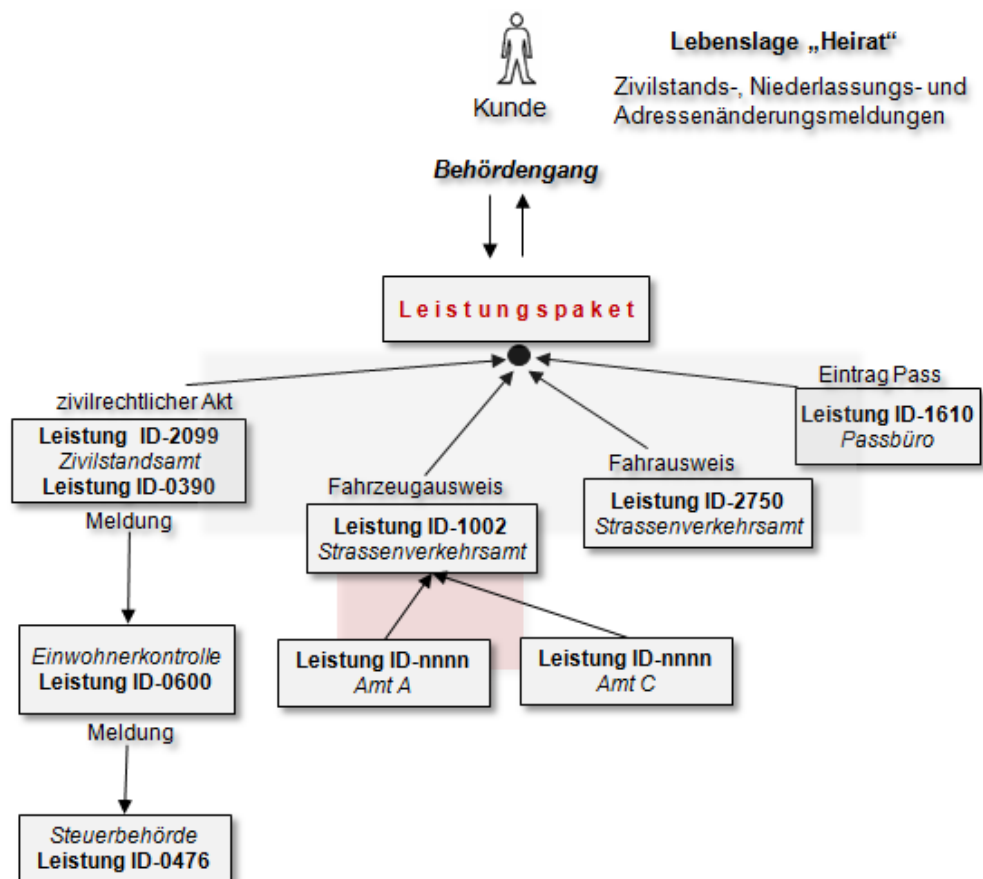 Lebenslage „Heirat“
Zivilstands-, Niederlassungs- und
Adressenänderungsmeldungen
Kunde
Behördengang
Leistungspaket
zivilrechtlicher Akt
Leistung ID-2099
Zivilstandsamt
Leistung ID-0390
Fahrzeugausweis
Leistung ID-1002
Strassenverkehrsamt
Fahrausweis
Leistung ID-2750
Strassenverkehrsamt
Eintrag Pass
Leistung ID-1610
Passbüro
Meldung
Einwohnerkontrolle
Leistung ID-0600
Leistung ID-nnnn
Amt A
Leistung ID-nnnn
Amt C
Meldung
Steuerbehörde
Leistung ID-0476